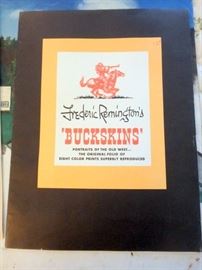 Frederic Remington's
'BUCKSKINS'
PORTRAITS OF THE OLD WEST...
THE ORIGINAL FOLIO OF
EIGHT COLOR PRINTS SUPERBLY REPRODUCED